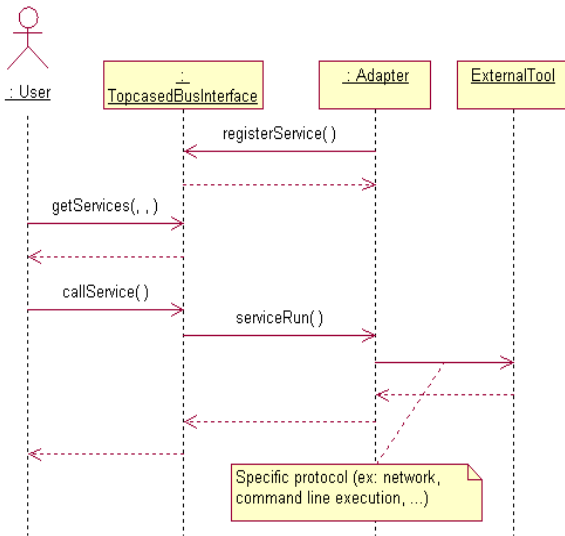 : User
:
TopcasedBusInterface
: Adapter
ExternalTool
registerService( )
getServices(, , )
callService( )
serviceRun( )
Specific protocol (ex: network,
command line execution, ...)